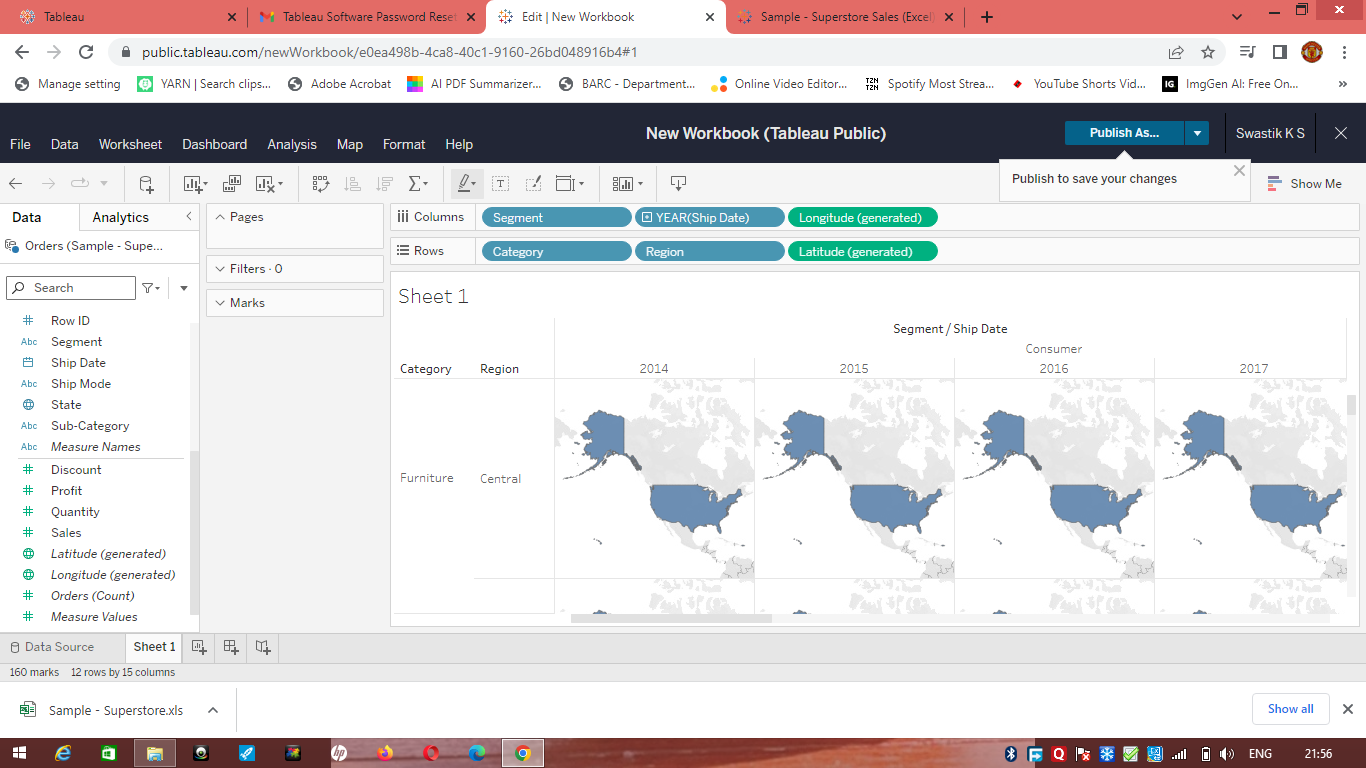 Tableau
Tableau Software Password Reset
Edit | New Workbook
Sample - Superstore Sales (Excel)
public.tableau.com/newWorkbook/e0ea498b-4ca8-40c1-9160-26bd048916b4#1
Manage setting
YARN | Search clips...
Adobe Acrobat
AI PDF Summarizer...
BARC - Department...
Online Video Editor...
TZN TZN
Spotify Most Strea...
YouTube Shorts Vid...
IG
ImgGen AI: Free On...
»
New Workbook (Tableau Public)
Publish As...
Swastik K S
File Data Worksheet Dashboard Analysis Map Format Help
Publish to save your changes
Show Me
Data
Analytics
Pages
Columns
Segment
YEAR(Ship Date)
Longitude (generated)
Orders (Sample - Supe...
Rows
Category
Region
Latitude (generated)
Filters · 0
Search
Marks
Sheet 1
Row ID
Abc Segment
Ship Date
Abc Ship Mode
State
Abc Sub-Category
Abc Measure Names
Discount
Profit
Quantity
Sales
Latitude (generated)
Longitude (generated)
Orders (Count)
Measure Values
Segment / Ship Date
Consumer
Category Region 2014 2015 2016 2017
Furniture Central
Data Source
Sheet 1
160 marks 12 rows by 15 columns
Sample - Superstore.xls
Show all
ENG
21:56